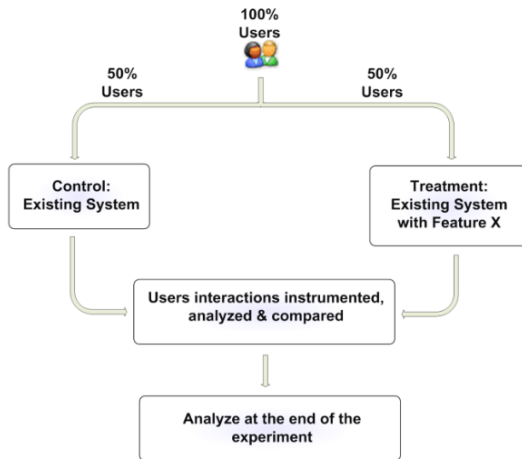 100%
Users
50%
Users
50%
Users
Control:
Existing System
Treatment:
Existing System
with Feature X
Users interactions instrumented,
analyzed & compared
Analyze at the end of the
experiment